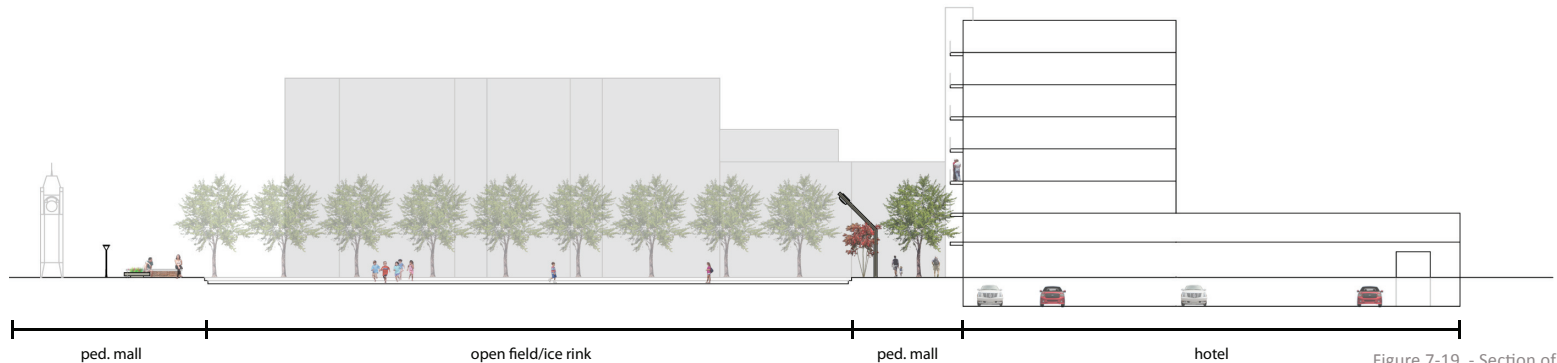 ped. mall
open field/ice rink
ped. mall
hotel
Figure 7-19. - Section of